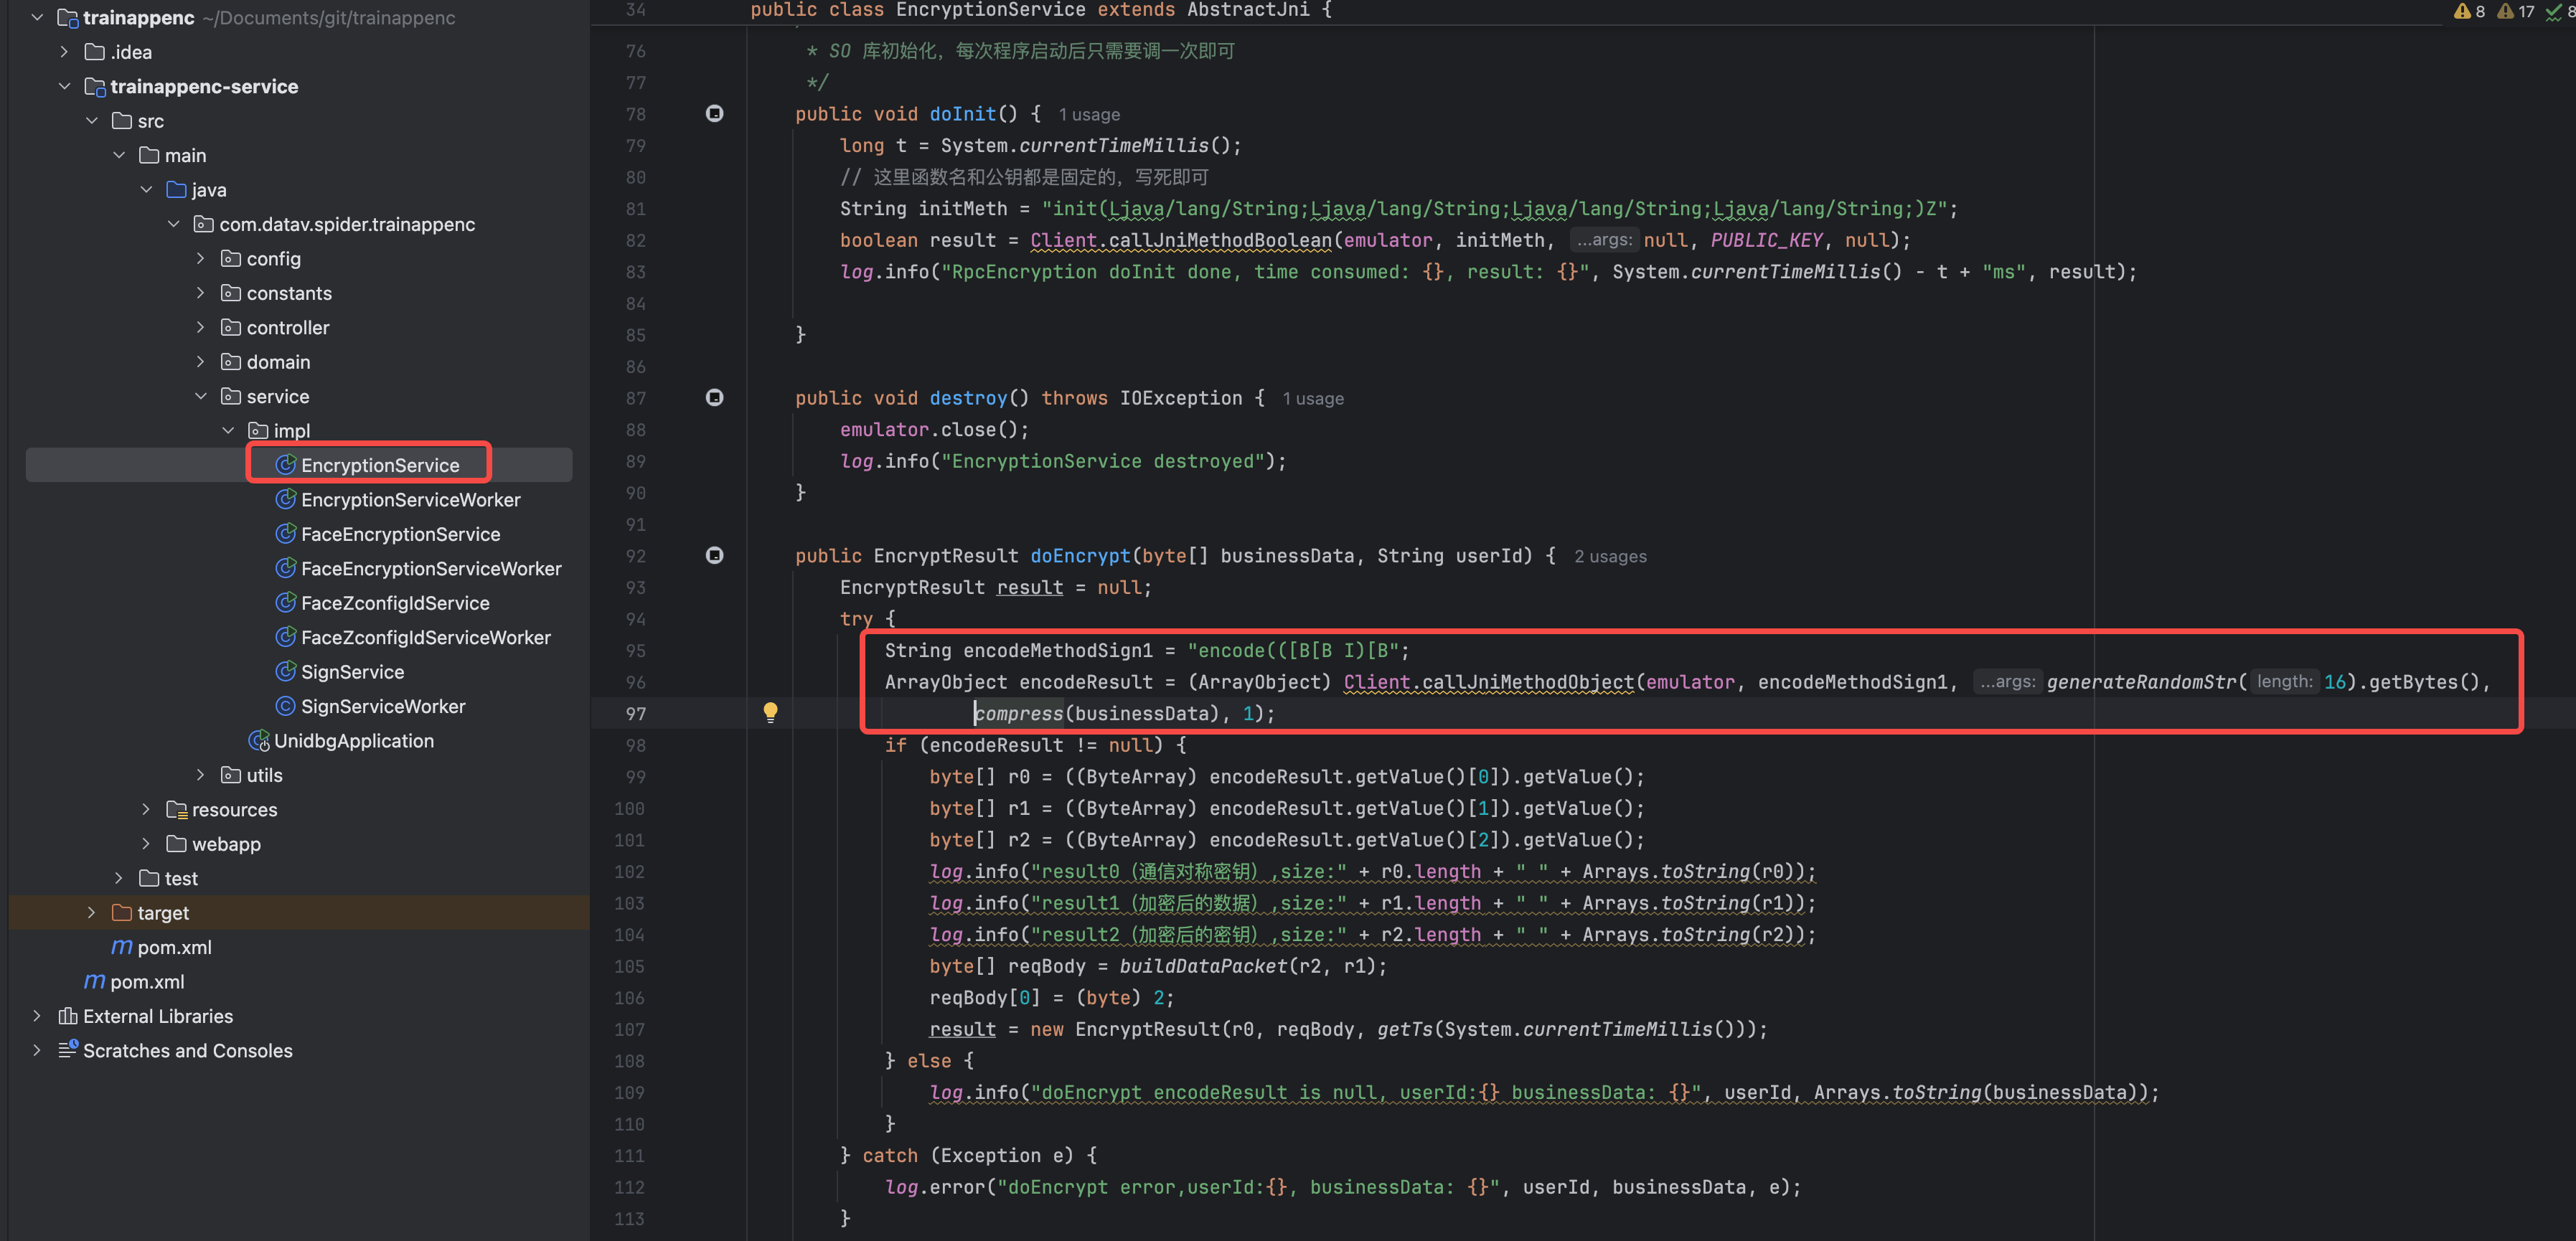 trainappenc ~/Documents/git/trainappenc
.idea
trainappenc-service
src
main
java
com.datav.spider.trainappenc
config
constants
controller
domain
service
impl
EncryptionService
EncryptionServiceWorker
FaceEncryptionService
FaceEncryptionServiceWorker
FaceZconfigIdService
FaceZconfigIdServiceWorker
SignService
SignServiceWorker
UnidbgApplication
utils
resources
webapp
test
target
pom.xml
pom.xml
External Libraries
Scratches and Consoles
8 17 8
34 public class EncryptionService extends AbstractJni {
76 * SO 库初始化，每次程序启动后只需要调一次即可
77 */
78 public void doInit() { 1 usage
79 long t = System.currentTimeMillis();
80 // 这里函数名和公钥都是固定的，写死即可
81 String initMeth = "init(Ljava/lang/String;Ljava/lang/String;Ljava/lang/String;Ljava/lang/String;)Z";
82 boolean result = Client.callJniMethodBoolean(emulator, initMeth, ...args: null, PUBLIC_KEY, null);
83 log.info("RpcEncryption doInit done, time consumed: {}, result: {}", System.currentTimeMillis() - t + "ms", result);
84
85 }
86
87 public void destroy() throws IOException { 1 usage
88 emulator.close();
89 log.info("EncryptionService destroyed");
90 }
91
92 public EncryptResult doEncrypt(byte[] businessData, String userId) { 2 usages
93 EncryptResult result = null;
94 try {
95 String encodeMethodSign1 = "encode(([B[B I)[B";
96 ArrayObject encodeResult = (ArrayObject) Client.callJniMethodObject(emulator, encodeMethodSign1, ...args: generateRandomStr( length: 16).getBytes(),
97 compress(businessData), 1);
98 if (encodeResult != null) {
99 byte[] r0 = ((ByteArray) encodeResult.getValue()[0]).getValue();
100 byte[] r1 = ((ByteArray) encodeResult.getValue()[1]).getValue();
101 byte[] r2 = ((ByteArray) encodeResult.getValue()[2]).getValue();
102 log.info("result0（通信对称密钥）,size:" + r0.length + " " + Arrays.toString(r0));
103 log.info("result1（加密后的数据）,size:" + r1.length + " " + Arrays.toString(r1));
104 log.info("result2（加密后的密钥）,size:" + r2.length + " " + Arrays.toString(r2));
105 byte[] reqBody = buildDataPacket(r2, r1);
106 reqBody[0] = (byte) 2;
107 result = new EncryptResult(r0, reqBody, getTs(System.currentTimeMillis()));
108 } else {
109 log.info("doEncrypt encodeResult is null, userId:{} businessData: {}", userId, Arrays.toString(businessData));
110 }
111 } catch (Exception e) {
112 log.error("doEncrypt error,userId:{}, businessData: {}", userId, businessData, e);
113 }